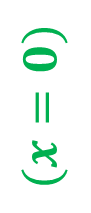 (x = 0)